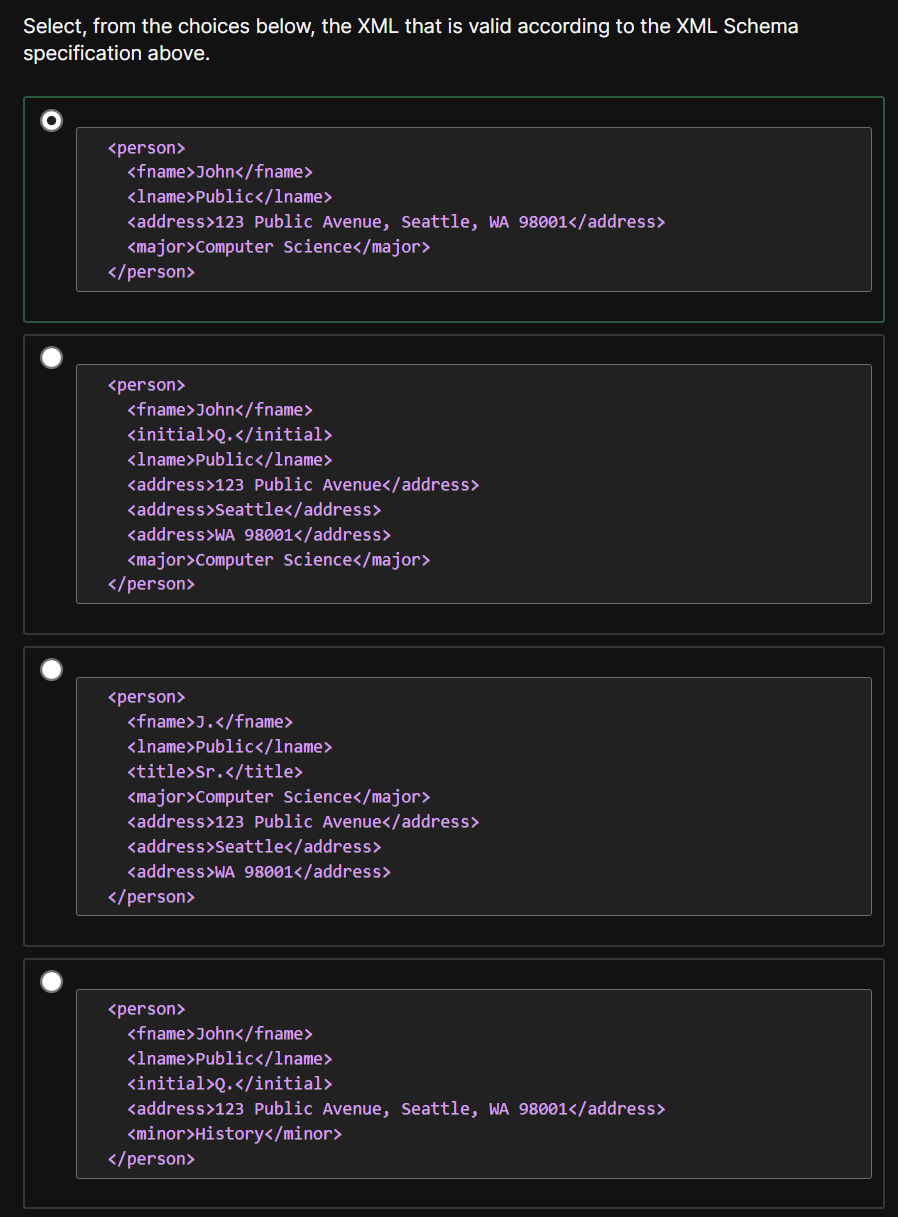 Select, from the choices below, the XML that is valid according to the XML Schema
specification above.
<person>
<fname>John</fname>
<lname>Public</lname>
<address>123 Public Avenue, Seattle, WA 98001</address>
<major>Computer Science</major>
</person>
<person>
<fname>John</fname>
<initial>Q.</initial>
<lname>Public</lname>
<address>123 Public Avenue</address>
<address>Seattle</address>
<address>WA 98001</address>
<major>Computer Science</major>
</person>
<person>
<fname>J.</fname>
<lname>Public</lname>
<title>Sr.</title>
<major>Computer Science</major>
<address>123 Public Avenue</address>
<address>Seattle</address>
<address>WA 98001</address>
</person>
<person>
<fname>John</fname>
<lname>Public</lname>
<initial>Q.</initial>
<address>123 Public Avenue, Seattle, WA 98001</address>
<minor>History</minor>
</person>